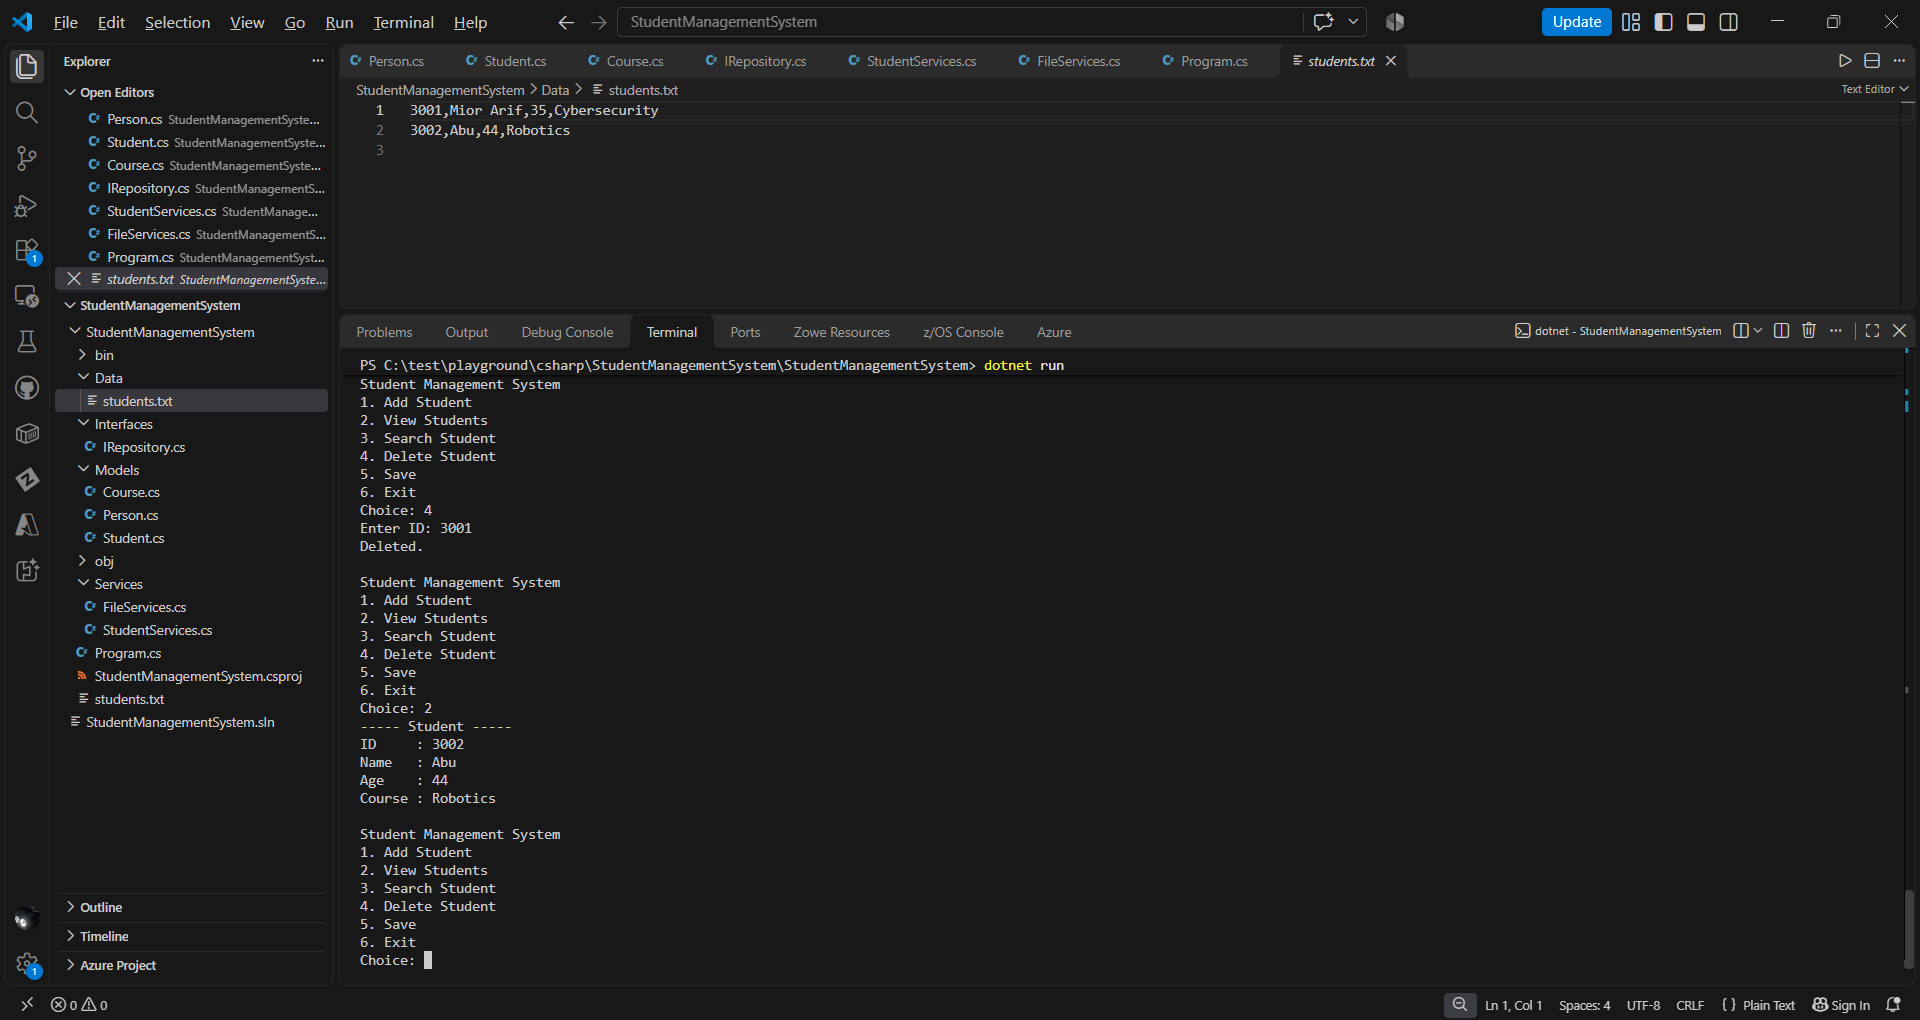 File Edit Selection View Go Run Terminal Help
StudentManagementSystem
Update
Explorer
Open Editors
Person.cs StudentManagementSyste...
Student.cs StudentManagementSyste...
Course.cs StudentManagementSyste...
IRepository.cs StudentManagementS...
StudentServices.cs StudentManage...
FileServices.cs StudentManagementS...
Program.cs StudentManagementSyst...
students.txt StudentManagementSyste...
StudentManagementSystem
StudentManagementSystem
bin
Data
students.txt
Interfaces
IRepository.cs
Models
Course.cs
Person.cs
Student.cs
obj
Services
FileServices.cs
StudentServices.cs
Program.cs
StudentManagementSystem.csproj
students.txt
StudentManagementSystem.sln
Outline
Timeline
Azure Project
1
1
Person.cs Student.cs Course.cs IRepository.cs StudentServices.cs FileServices.cs Program.cs students.txt
StudentManagementSystem > Data > students.txt
Text Editor
1 3001,Mior Arif,35,Cybersecurity
2 3002,Abu,44,Robotics
3
Problems Output Debug Console Terminal Ports Zowe Resources z/OS Console Azure
dotnet - StudentManagementSystem
PS C:\test\playground\csharp\StudentManagementSystem\StudentManagementSystem> dotnet run
Student Management System
1. Add Student
2. View Students
3. Search Student
4. Delete Student
5. Save
6. Exit
Choice: 4
Enter ID: 3001
Deleted.
Student Management System
1. Add Student
2. View Students
3. Search Student
4. Delete Student
5. Save
6. Exit
Choice: 2
----- Student -----
ID : 3002
Name : Abu
Age : 44
Course : Robotics
Student Management System
1. Add Student
2. View Students
3. Search Student
4. Delete Student
5. Save
6. Exit
Choice:
0 0
Ln 1, Col 1 Spaces: 4 UTF-8 CRLF {} Plain Text Sign In